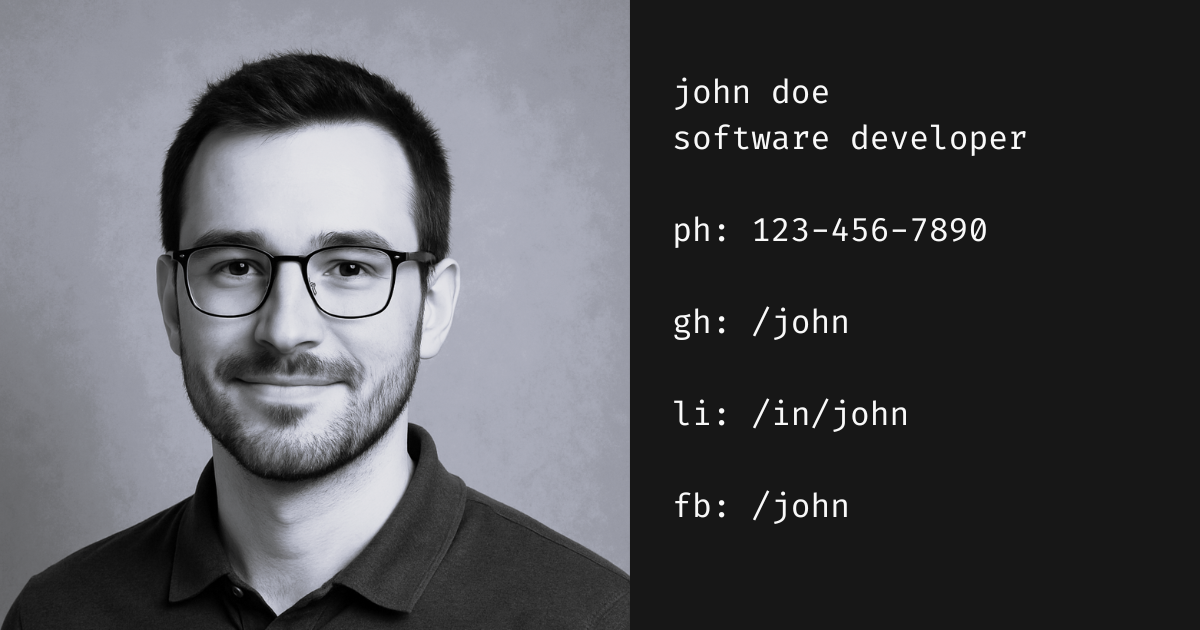 john doe
software developer
ph: 123-456-7890
gh: /john
li: /in/john
fb: /john